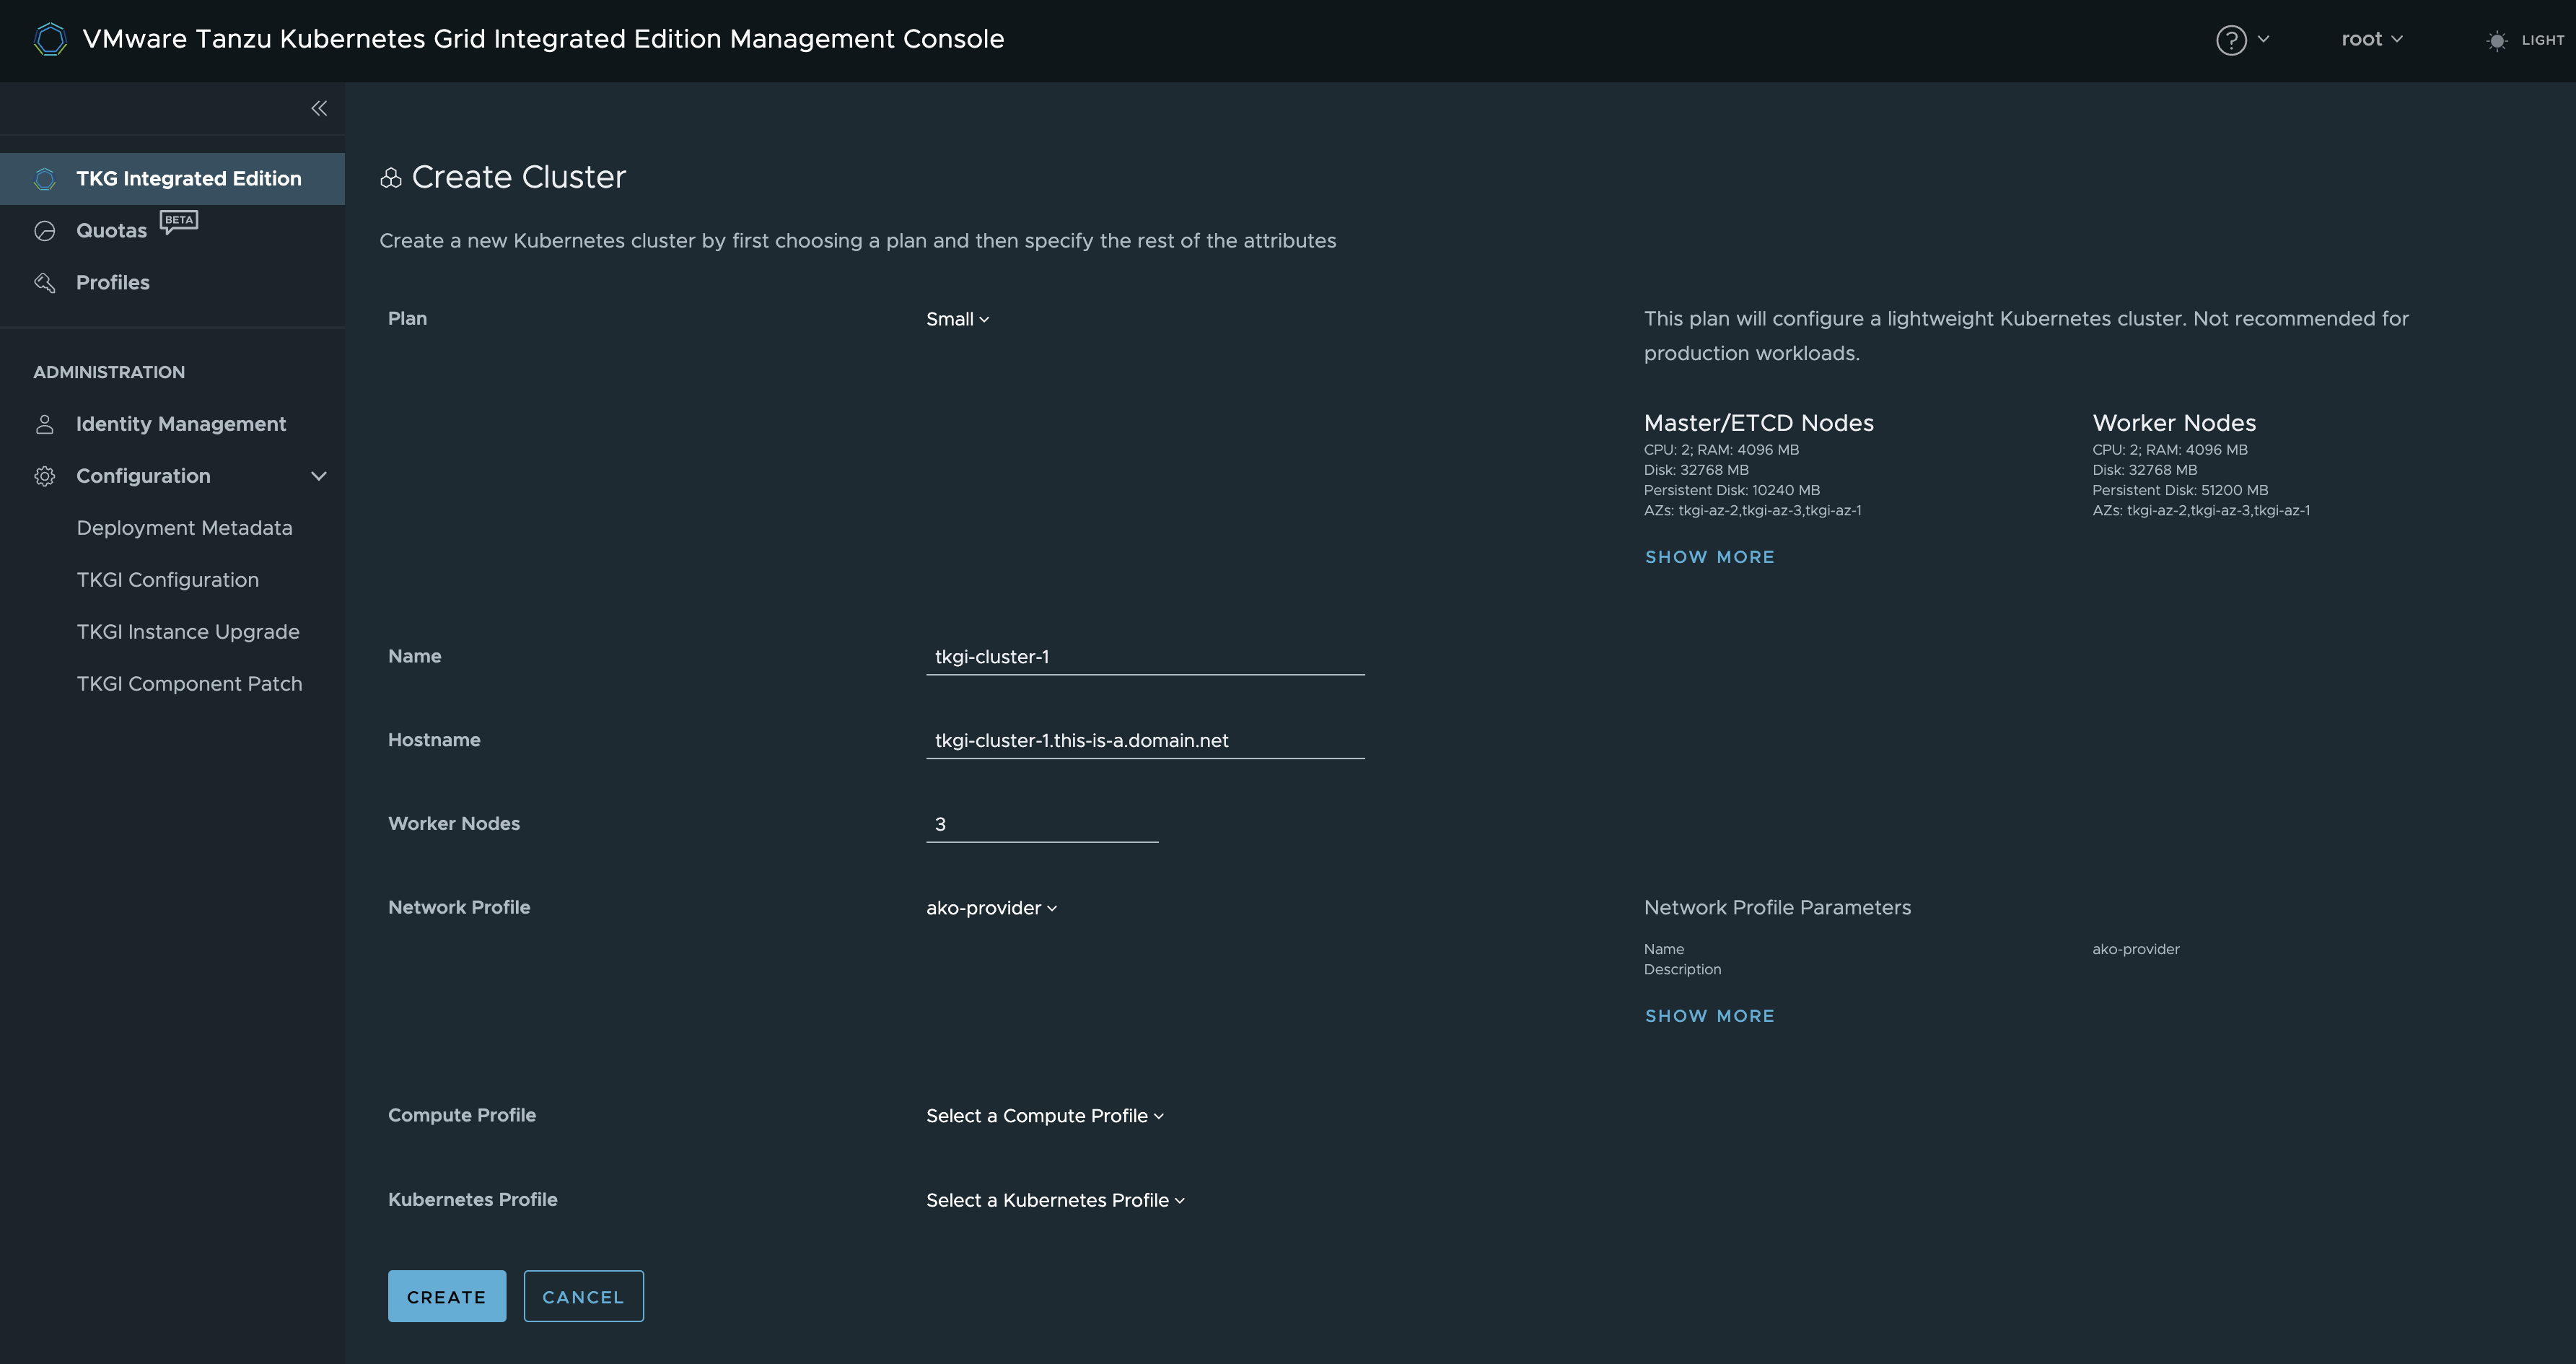 VMware Tanzu Kubernetes Grid Integrated Edition Management Console
?
root
LIGHT
TKG Integrated Edition
Quotas
BETA
Profiles
ADMINISTRATION
Identity Management
Configuration
Deployment Metadata
TKGI Configuration
TKGI Instance Upgrade
TKGI Component Patch
Create Cluster
Create a new Kubernetes cluster by first choosing a plan and then specify the rest of the attributes
Plan
Small
This plan will configure a lightweight Kubernetes cluster. Not recommended for
production workloads.
Master/ETCD Nodes
CPU: 2; RAM: 4096 MB
Disk: 32768 MB
Persistent Disk: 10240 MB
AZs: tkgi-az-2,tkgi-az-3,tkgi-az-1
Worker Nodes
CPU: 2; RAM: 4096 MB
Disk: 32768 MB
Persistent Disk: 51200 MB
AZs: tkgi-az-2,tkgi-az-3,tkgi-az-1
SHOW MORE
Name
tkgi-cluster-1
Hostname
tkgi-cluster-1.this-is-a.domain.net
Worker Nodes
3
Network Profile
ako-provider
Network Profile Parameters
Name
ako-provider
Description
SHOW MORE
Compute Profile
Select a Compute Profile
Kubernetes Profile
Select a Kubernetes Profile
CREATE
CANCEL